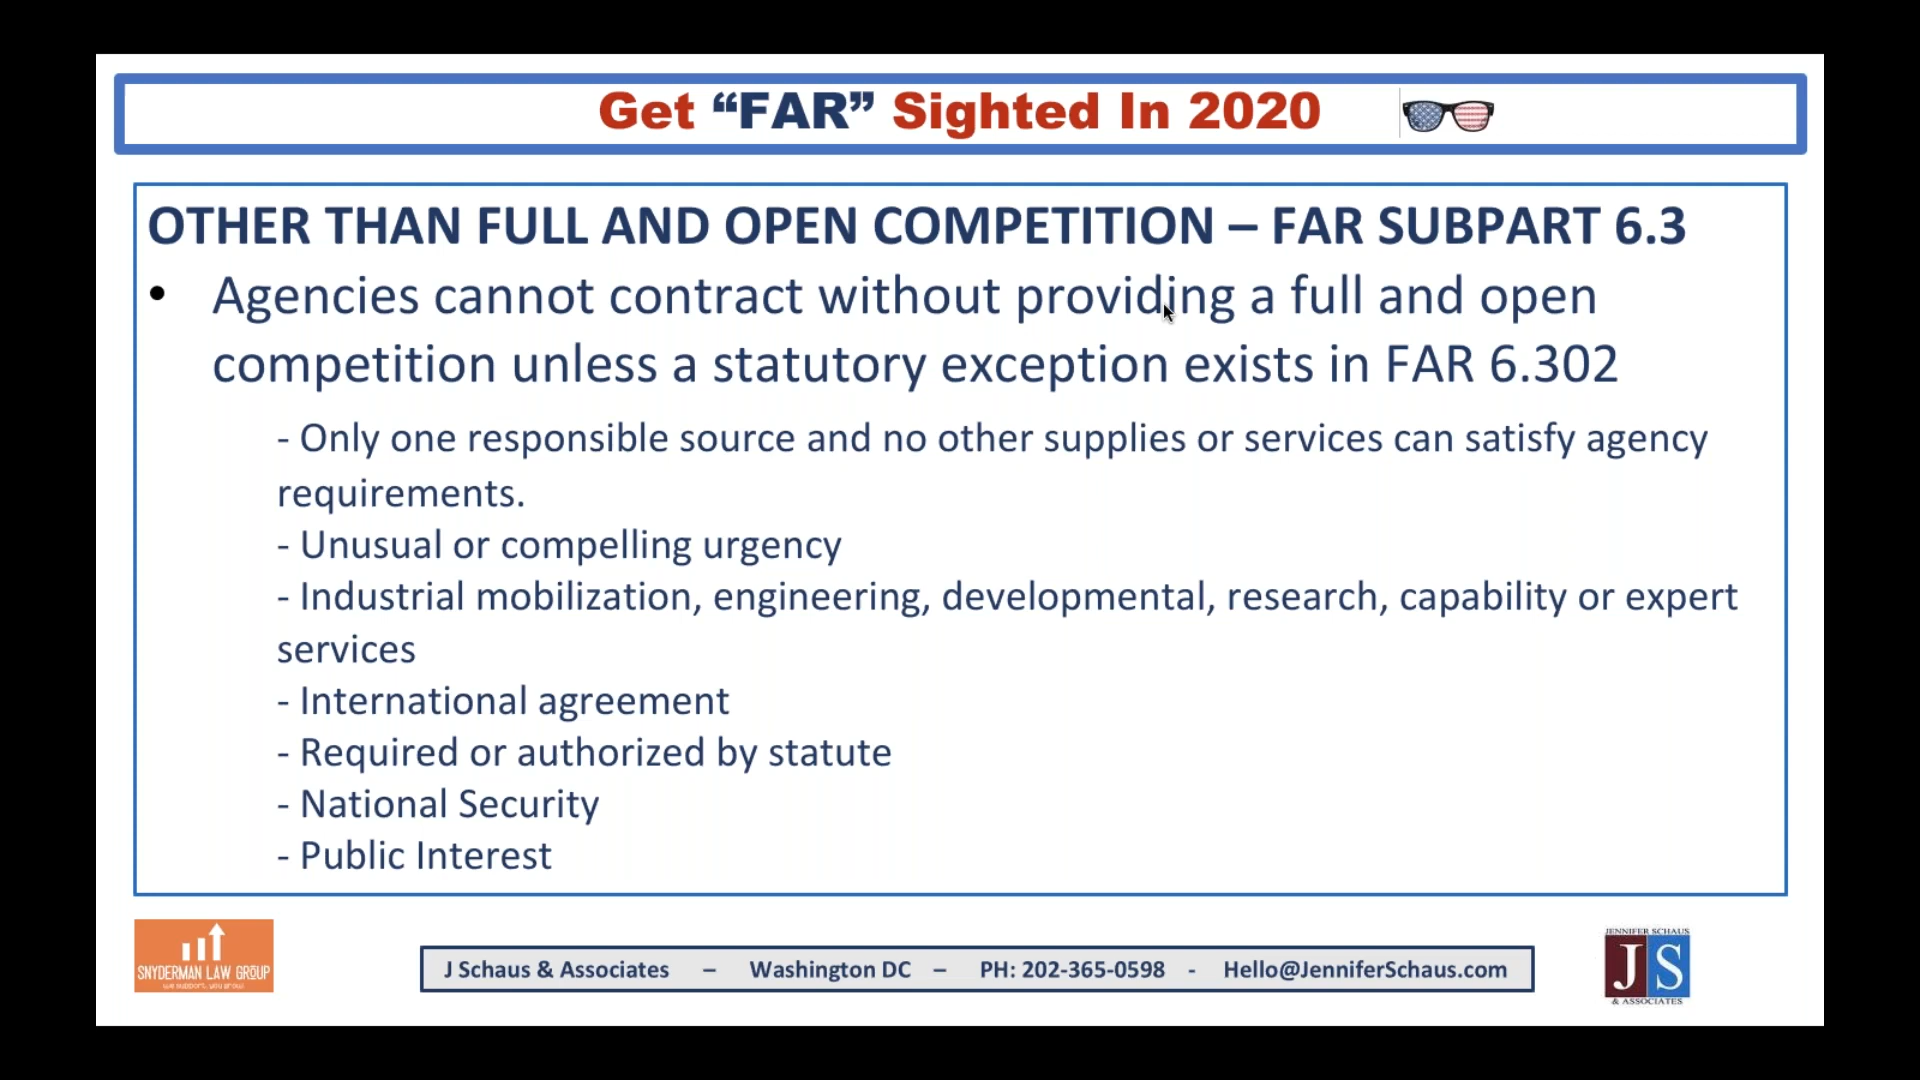 Get “FAR” Sighted In 2020
OTHER THAN FULL AND OPEN COMPETITION – FAR SUBPART 6.3
• Agencies cannot contract without providing a full and open
competition unless a statutory exception exists in FAR 6.302
- Only one responsible source and no other supplies or services can satisfy agency
requirements.
- Unusual or compelling urgency
- Industrial mobilization, engineering, developmental, research, capability or expert
services
- International agreement
- Required or authorized by statute
- National Security
- Public Interest
SNYDERMAN LAW GROUP
we support, you grow!
J Schaus & Associates – Washington DC – PH: 202-365-0598 - Hello@JenniferSchaus.com
JENNIFER SCHAUS
JS
& ASSOCIATES